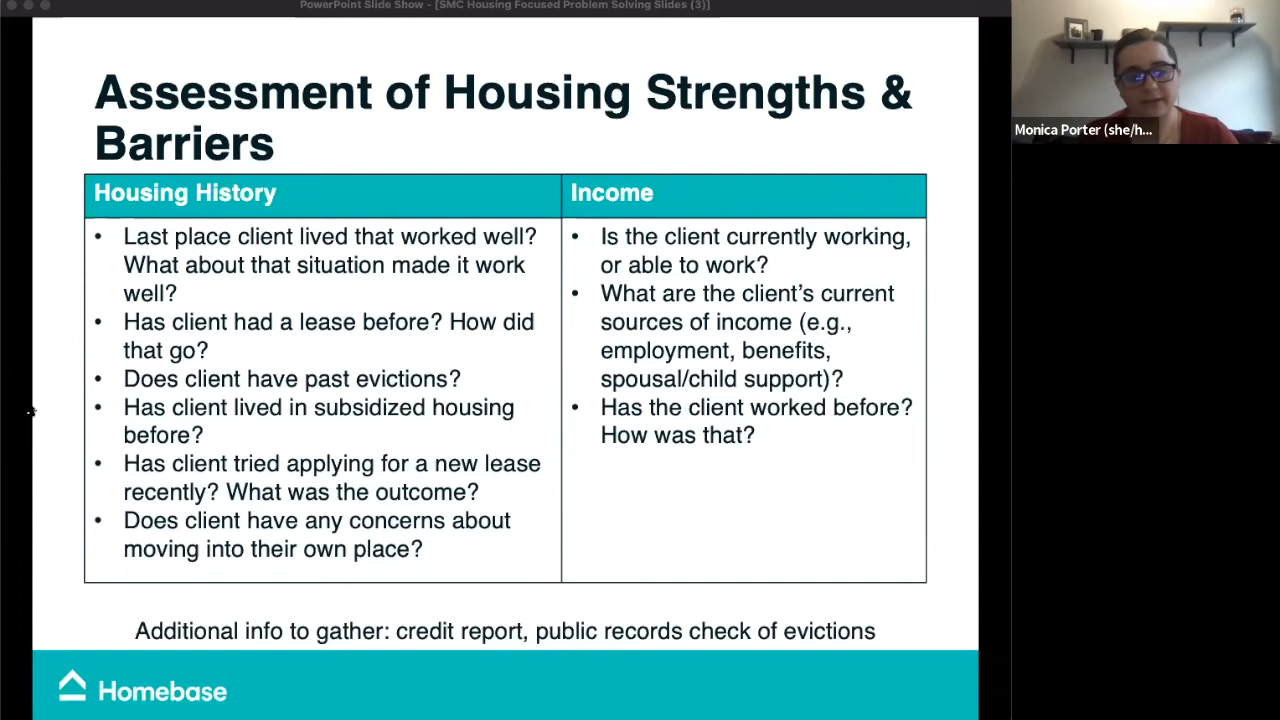 PowerPoint Slide Show - [SMC Housing Focused Problem Solving Slides (3)]
Assessment of Housing Strengths &
Barriers
Housing History
Last place client lived that worked well?
What about that situation made it work
well?
• Has client had a lease before? How did
that go?
• Does client have past evictions?
• Has client lived in subsidized housing
before?
• Has client tried applying for a new lease
recently? What was the outcome?
• Does client have any concerns about
moving into their own place?
Income
• Is the client currently working,
or able to work?
• What are the client's current
sources of income (e.g.,
employment, benefits,
spousal/child support)?
• Has the client worked before?
How was that?
Additional info to gather: credit report, public records check of evictions
Homebase
Monica Porter (she/h...